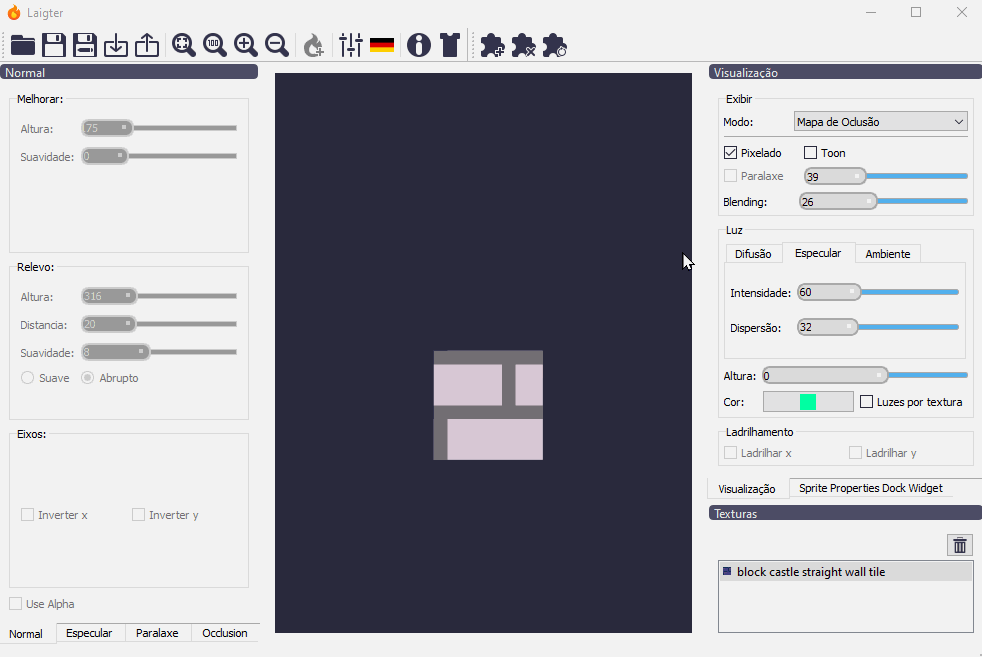 Laigter
100
Normal
Melhorar:
Altura: 75
Suavidade: 0
Relevo:
Altura: 316
Distancia: 20
Suavidade: 8
Suave Abrupto
Eixos:
Inverter x Inverter y
Use Alpha
Normal Especular Paralaxe Occlusion
Visualização
Exibir
Modo: Mapa de Oclusão
Pixelado Toon
Paralaxe 39
Blending: 26
Luz
Difusão Especular Ambiente
Intensidade: 60
Dispersão: 32
Altura: 0
Cor: Luzes por textura
Ladrilhamento
Ladrilhar x Ladrilhar y
Visualização Sprite Properties Dock Widget
Texturas
block castle straight wall tile